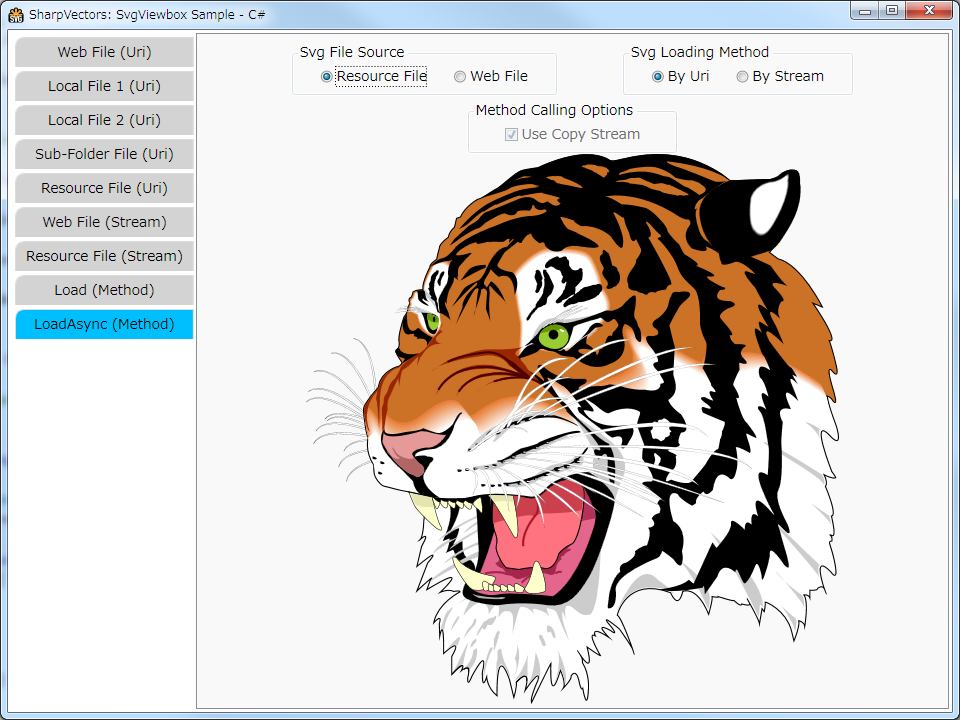 SharpVectors: SvgViewbox Sample - C#
Web File (Uri)
Local File 1 (Uri)
Local File 2 (Uri)
Sub-Folder File (Uri)
Resource File (Uri)
Web File (Stream)
Resource File (Stream)
Load (Method)
LoadAsync (Method)
Svg File Source
Resource File
Web File
Svg Loading Method
By Uri
By Stream
Method Calling Options
Use Copy Stream